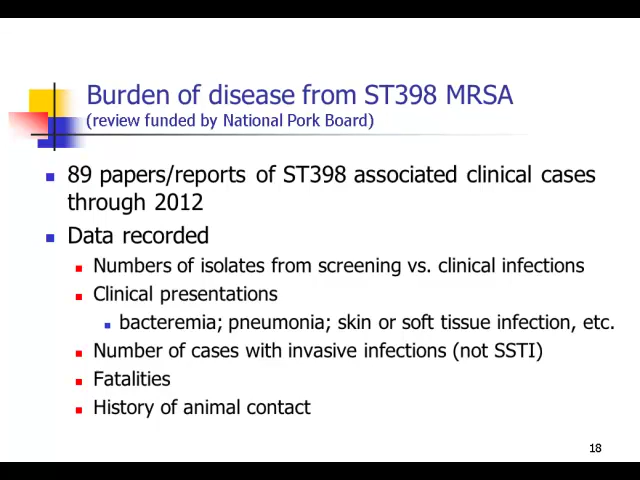 Burden of disease from ST398 MRSA
(review funded by National Pork Board)
89 papers/reports of ST398 associated clinical cases
through 2012
Data recorded
Numbers of isolates from screening vs. clinical infections
Clinical presentations
bacteremia; pneumonia; skin or soft tissue infection, etc.
Number of cases with invasive infections (not SSTI)
Fatalities
History of animal contact
18